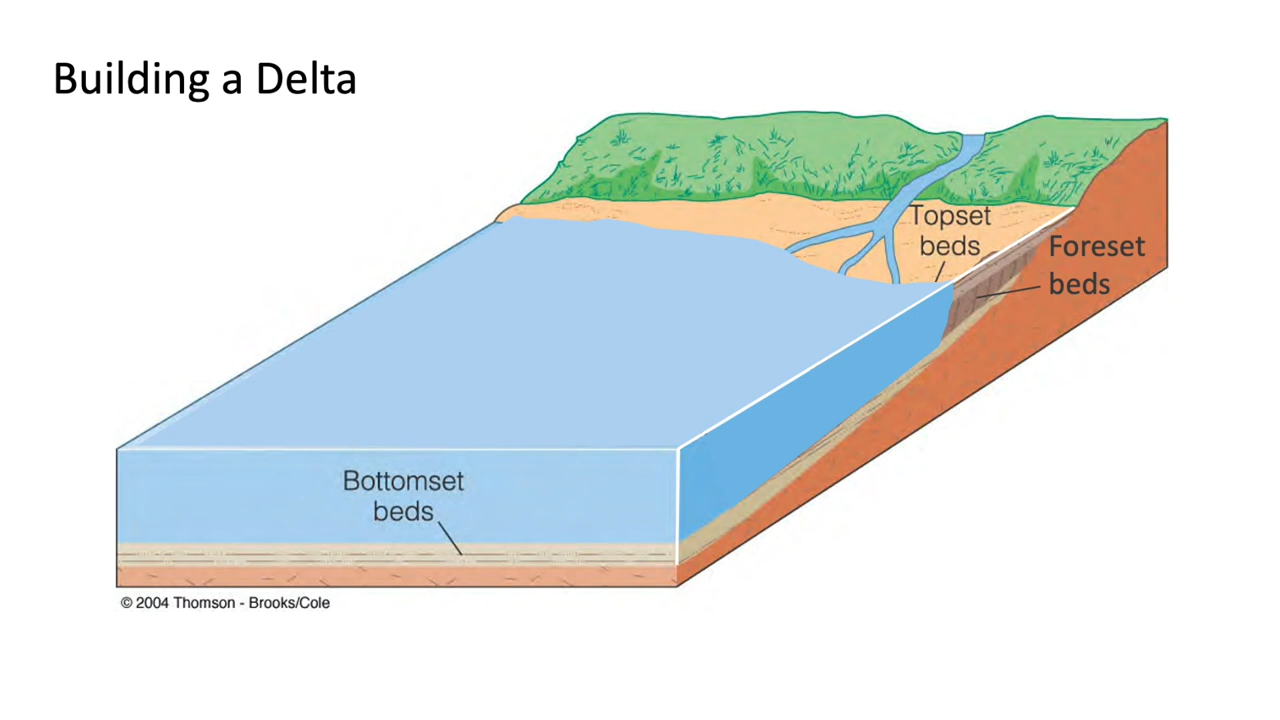 Building a Delta
Topset
beds
Foreset
beds
Bottomset
beds
© 2004 Thomson - Brooks/Cole